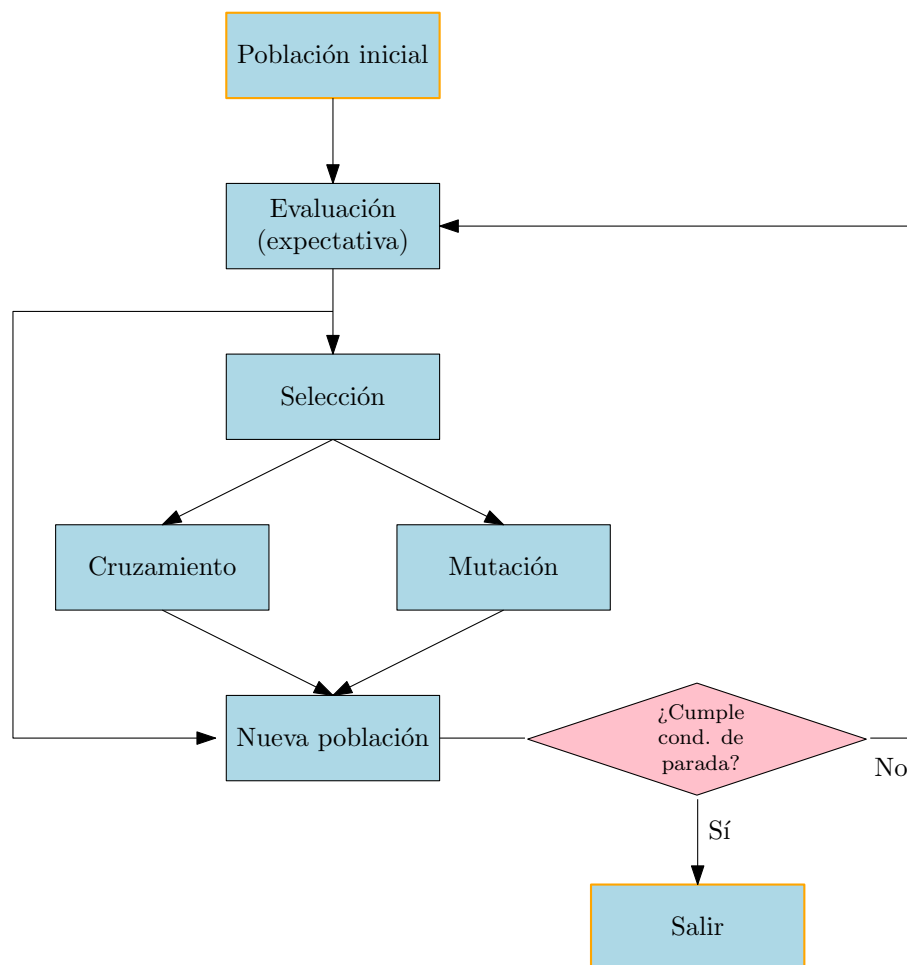 Población inicial
Evaluación
(expectativa)
Selección
Cruzamiento
Mutación
Nueva población
¿Cumple
cond. de
parada?
No
Sí
Salir